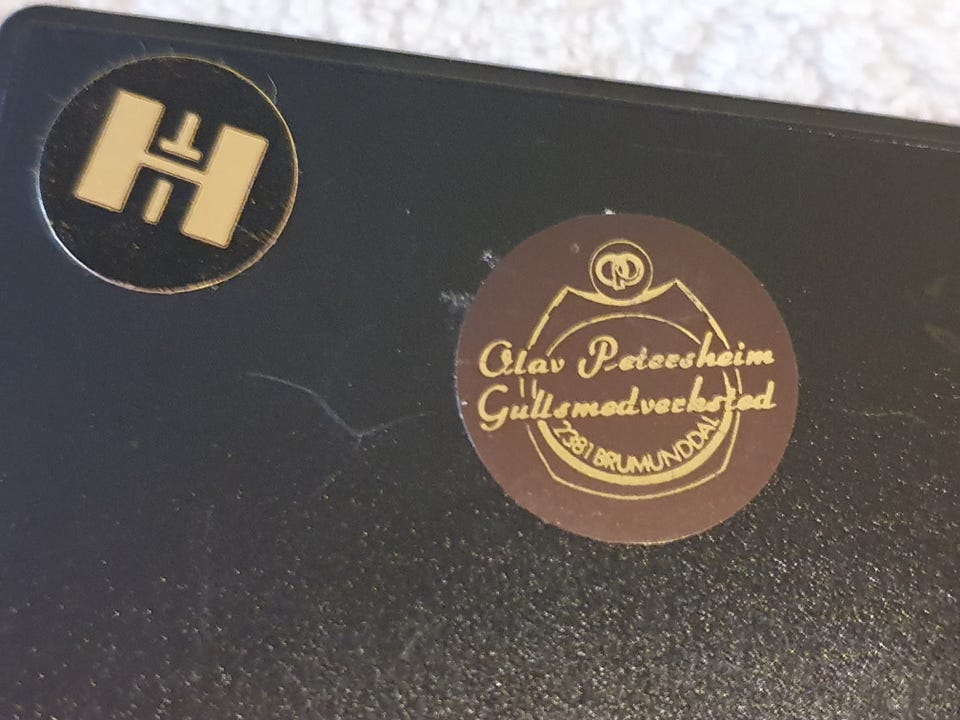 H
Olav Petersheim
Gullsmedverksted
2381 BRUMUNDDAL